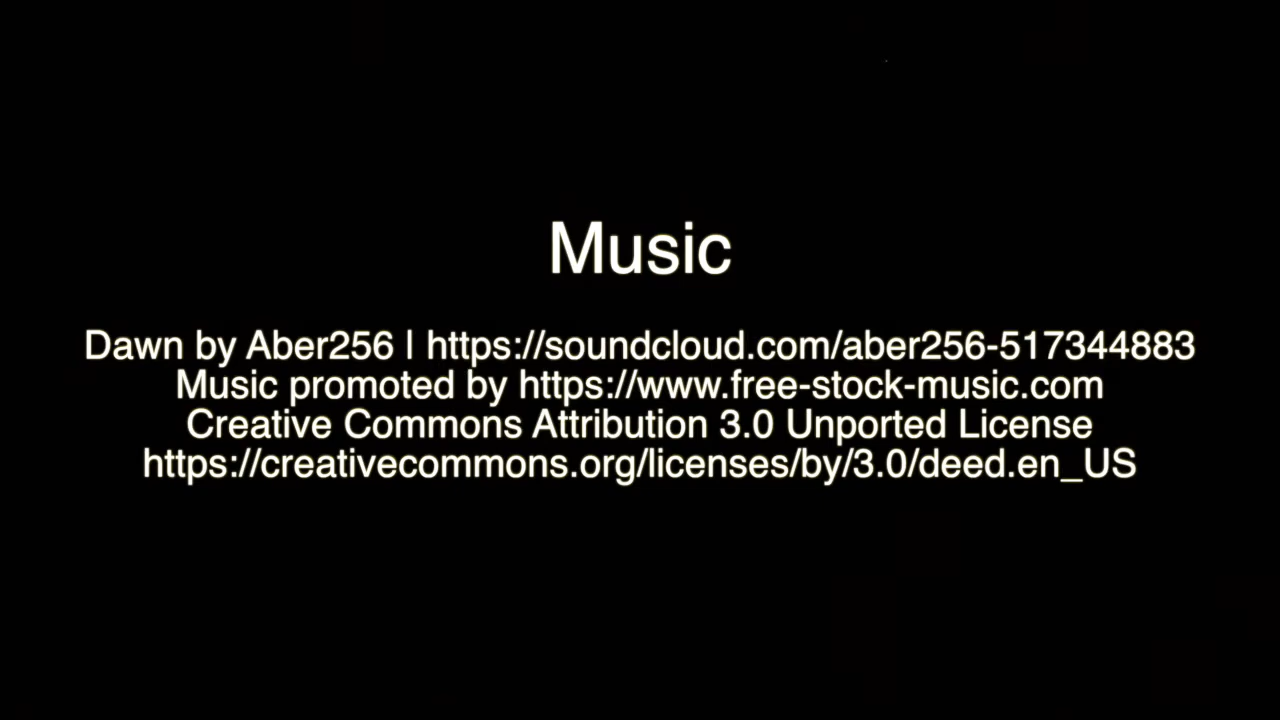 Music
Dawn by Aber256 | https://soundcloud.com/aber256-517344883
Music promoted by https://www.free-stock-music.com
Creative Commons Attribution 3.0 Unported License
https://creativecommons.org/licenses/by/3.0/deed.en_US